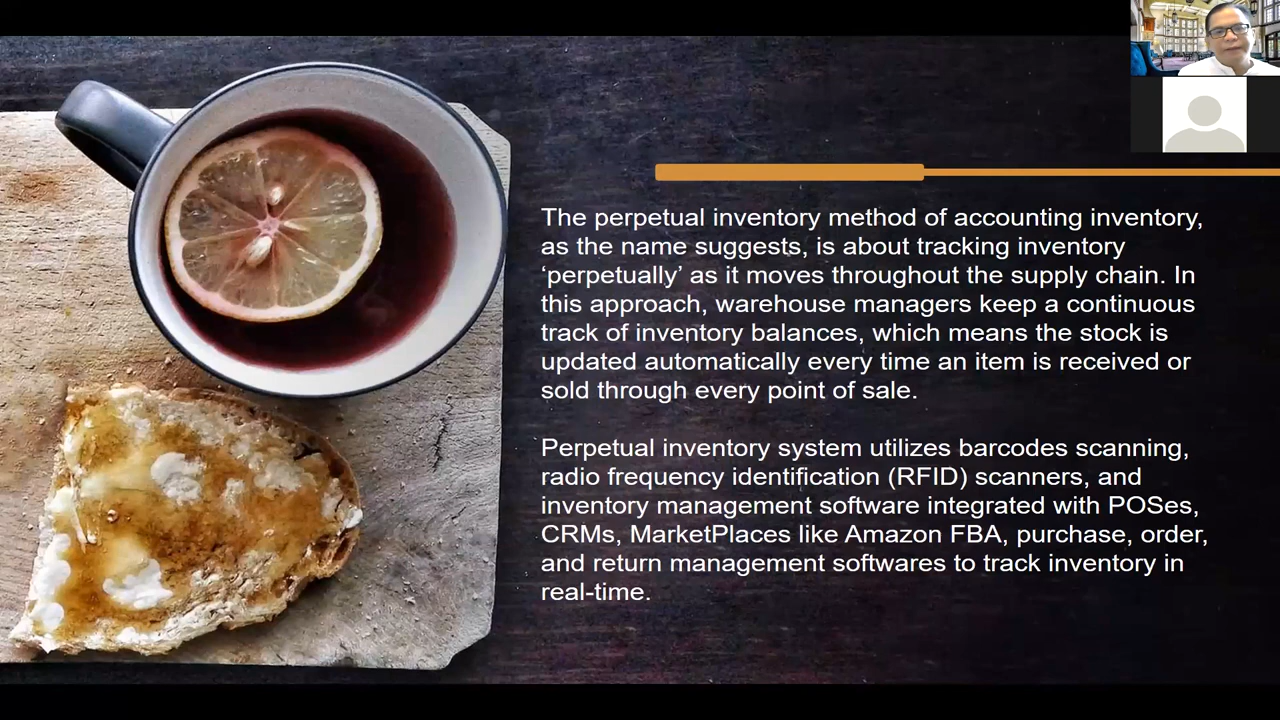 The perpetual inventory method of accounting inventory,
as the name suggests, is about tracking inventory
‘perpetually’ as it moves throughout the supply chain. In
this approach, warehouse managers keep a continuous
track of inventory balances, which means the stock is
updated automatically every time an item is received or
sold through every point of sale.
Perpetual inventory system utilizes barcodes scanning,
radio frequency identification (RFID) scanners, and
inventory management software integrated with POSes,
CRMs, MarketPlaces like Amazon FBA, purchase, order,
and return management softwares to track inventory in
real-time.